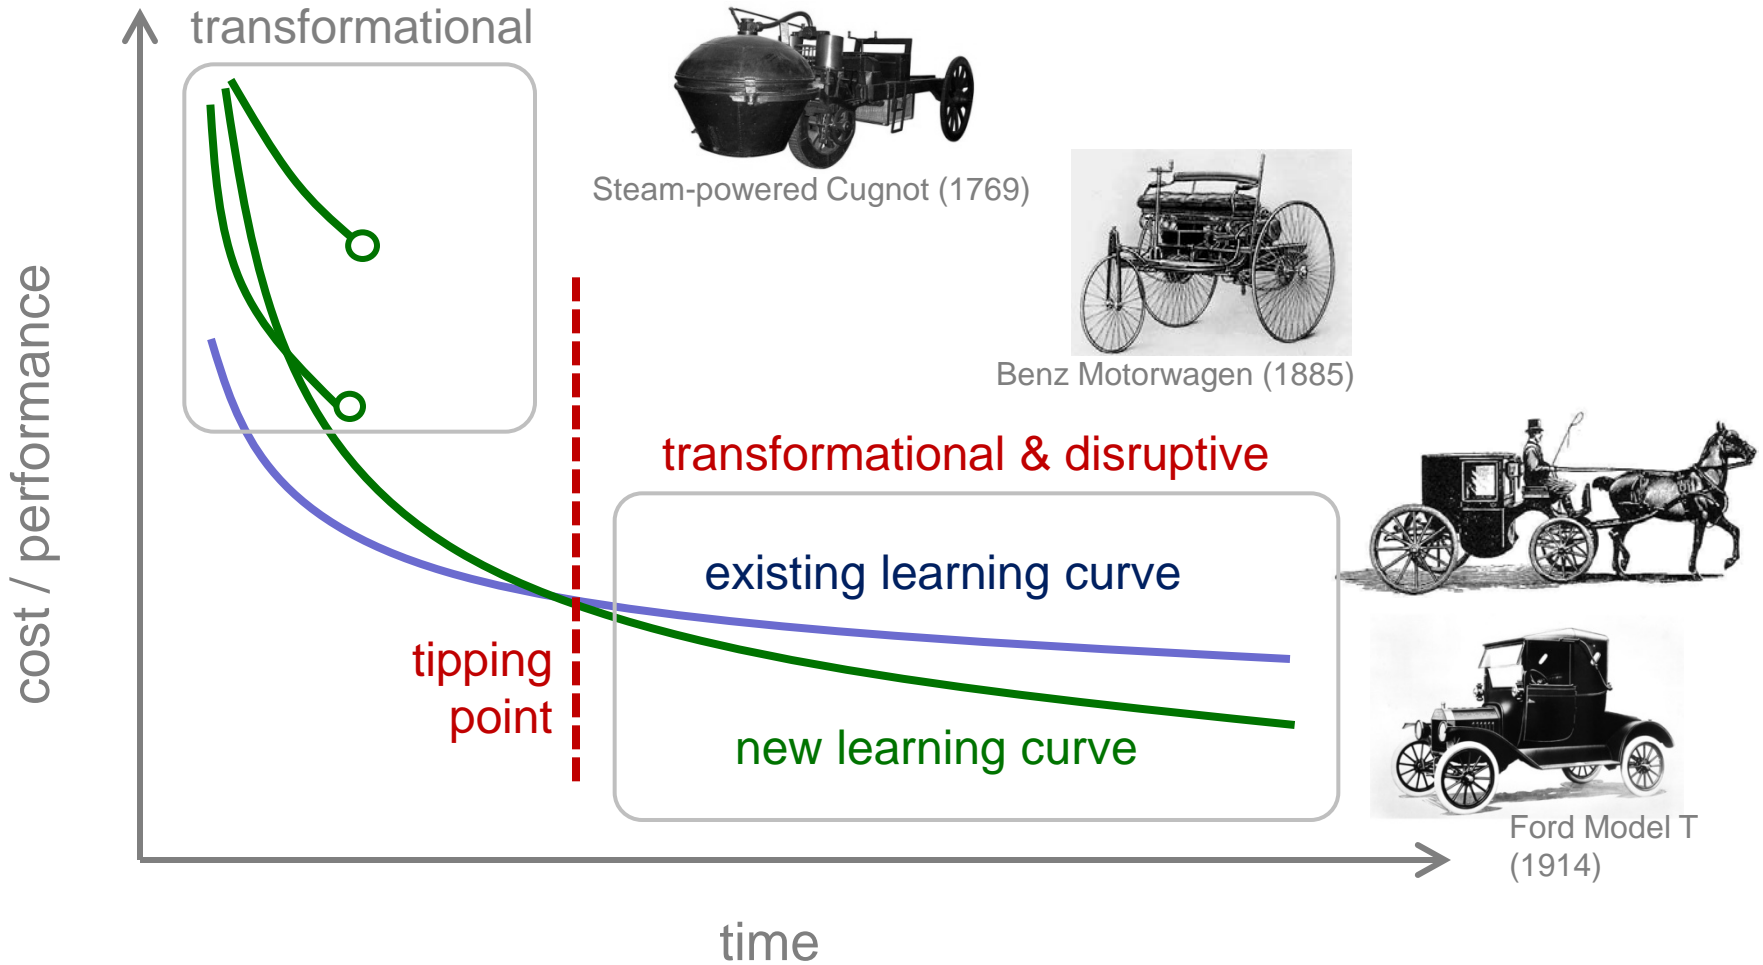 transformational
Steam-powered Cugnot (1769)
Benz Motorwagen (1885)
cost / performance
transformational & disruptive
existing learning curve
tipping
point
new learning curve
Ford Model T
(1914)
time